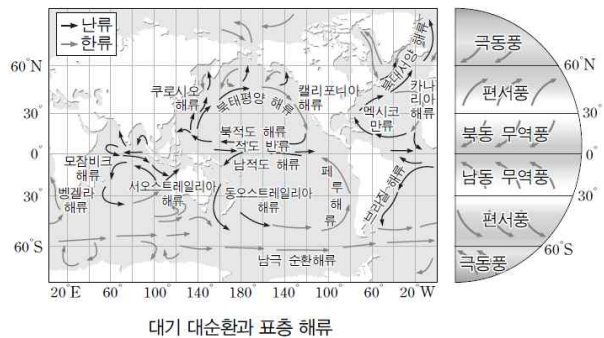 난류
한류
60°N
30°
0°
30°
60°S
쿠로시오
해류
북태평양 해류
캘리포니아
해류
북대서양 해류
카나
리아
해류
멕시코
만류
북적도 해류
적도 반류
남적도 해류
모잠비크
해류
벵겔라
해류
서오스트레일리아
해류
동오스트레일리아
해류
페루 해류
브라질 해류
남극 순환해류
20°E
60°
100°
140°
180°
140°
100°
60°
20°W
극동풍
60°N
편서풍
30°
북동 무역풍
0°
남동 무역풍
30°
편서풍
60°S
극동풍
대기 대순환과 표층 해류